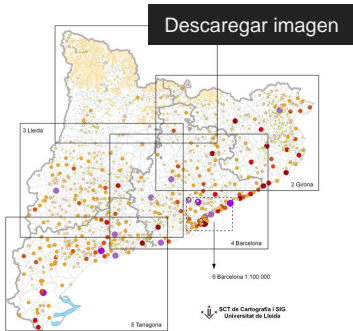 Descaregar imagen
3 Lleida
2 Girona
4 Barcelona
6 Barcelona 1:100.000
5 Tarragona
SCT de Cartografia i SIG
Universitat de Lleida